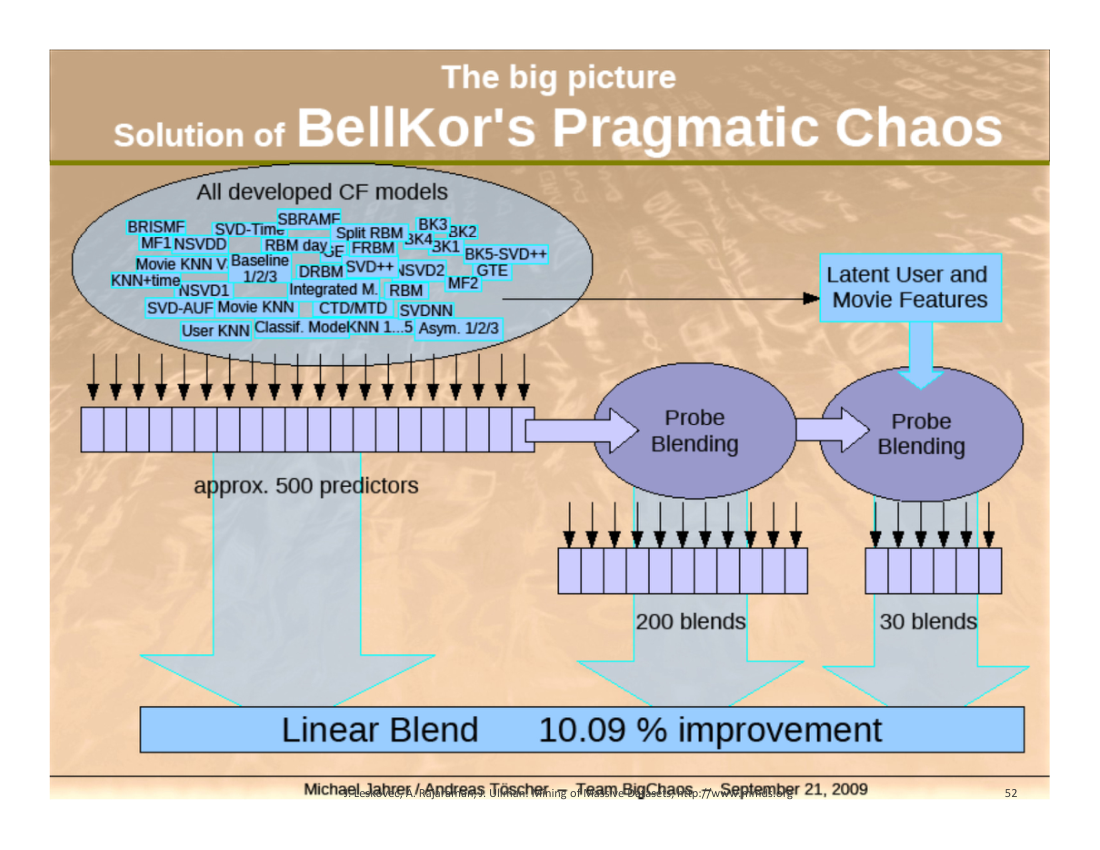 The big picture
Solution of BellKor's Pragmatic Chaos
All developed CF models
SBRAMF
BRISMF
SVD-Time
Split RBM
BK3
BK2
MF1
NSVDD
RBM day
FRBM
BK4
BK1
BK5-SVD++
Movie KNN V
Baseline
1/2/3
DRBM
SVD++
NSVD2
GTE
KNN+time
NSVD1
Integrated M.
RBM
MF2
SVD-AUF
Movie KNN
CTD/MTD
SVDNN
User KNN
Classif. Mode
KNN 1...5
Asym. 1/2/3
Latent User and
Movie Features
Probe
Blending
Probe
Blending
approx. 500 predictors
200 blends
30 blends
Linear Blend 10.09 % improvement
Michael Jahrer / Andreas Töscher – Team BigChaos – September 21, 2009
J. Leskovec, A. Rajaraman, J. Ullman: Mining of Massive Datasets, http://www.mmds.org
52